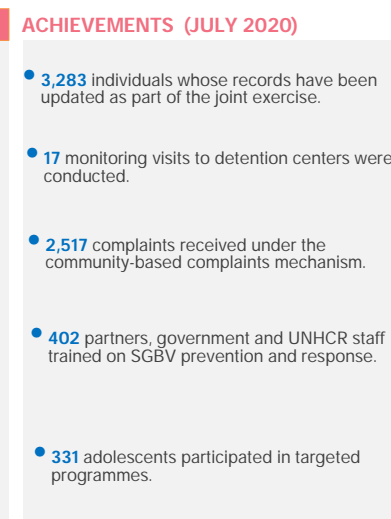 ACHIEVEMENTS (JULY 2020)
• 3,283 individuals whose records have been
updated as part of the joint exercise.
• 17 monitoring visits to detention centers were
conducted.
• 2,517 complaints received under the
community-based complaints mechanism.
• 402 partners, government and UNHCR staff
trained on SGBV prevention and response.
• 331 adolescents participated in targeted
programmes.